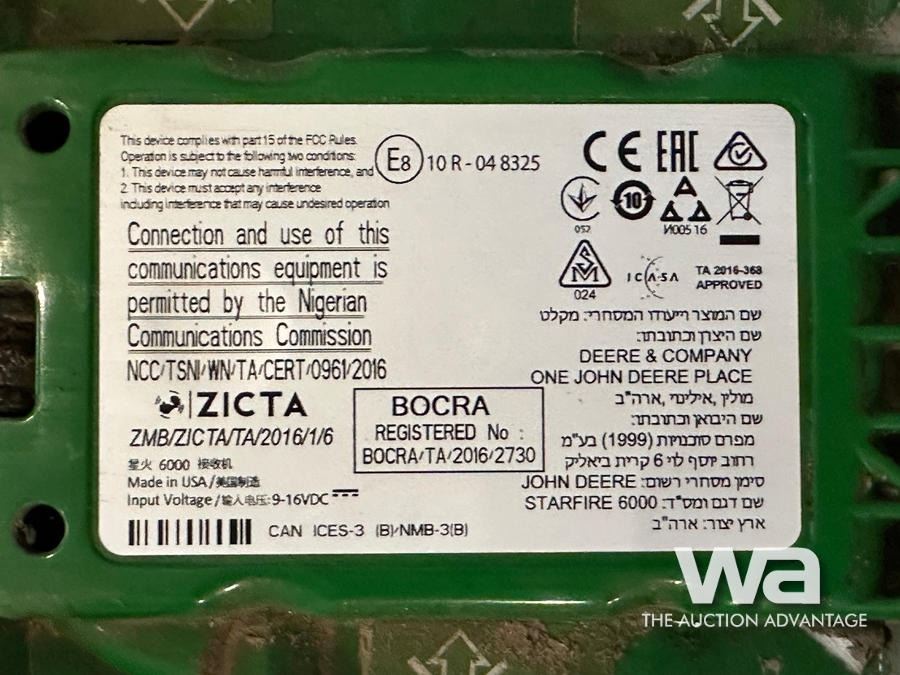 This device complies with part 15 of the FCC Rules.
Operation is subject to the following two conditions:
1. This device may not cause harmful interference, and
2. This device must accept any interference
including interference that may cause undesired operation
E8 10 R - 04 8325
Connection and use of this
communications equipment is
permitted by the Nigerian
Communications Commission
NCC/TSNI/WN/TA/CERT/0961/2016
ZICTA
ZMB/ZICTA/TA/2016/1/6
BOCRA
REGISTERED No :
BOCRA/TA/2016/2730
星火 6000 接收机
Made in USA/美国制造
Input Voltage/输入电压:9-16VDC
CAN ICES-3 (B)/NMB-3(B)
CE EAC
052
10
И005 16
024
ICASA
TA 2016-368
APPROVED
שם המוצר וייעודו המסחרי: מקלט
שם היצרן וכתובתו:
DEERE & COMPANY
ONE JOHN DEERE PLACE
מולין, אילינוי, ארה"ב
שם היבואן וכתובתו:
מפרם סוכנויות (1999) בע"מ
רחוב יוסף לוי 6 קרית ביאליק
סימן מסחרי רשום: JOHN DEERE
שם דגם ומס"ד: STARFIRE 6000
ארץ יצור: ארה"ב
wa
THE AUCTION ADVANTAGE